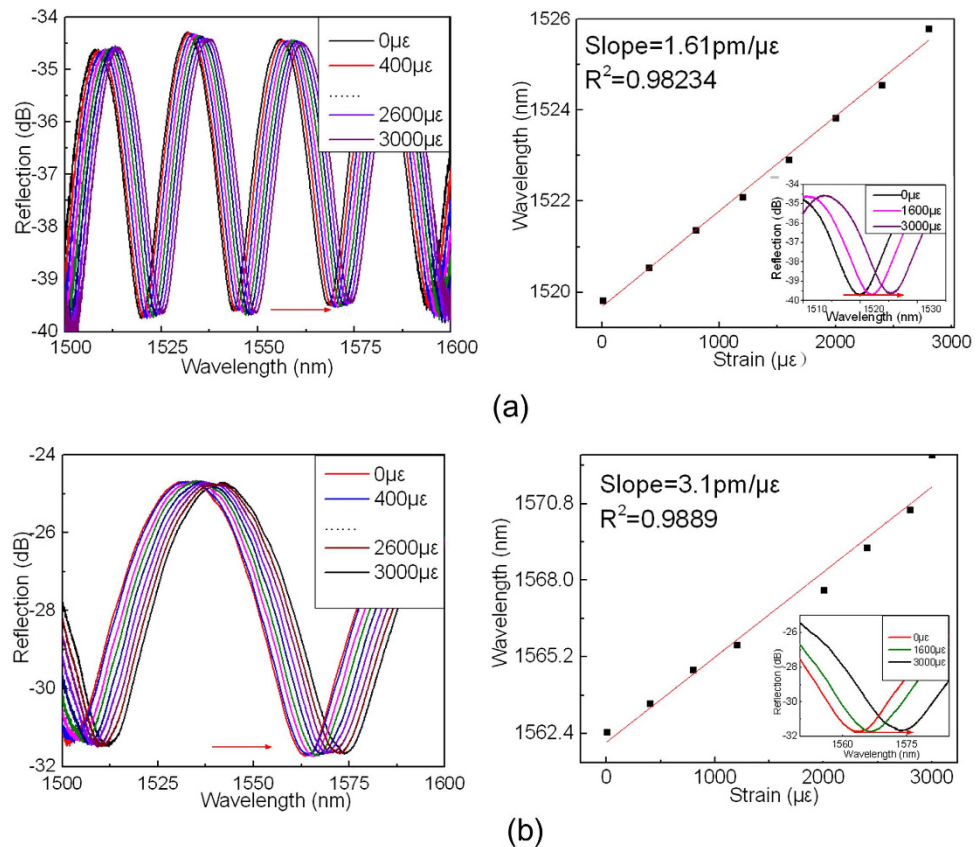 -34
-35
-36
-37
-38
-39
-40
Reflection (dB)
0με
400με
......
2600με
3000με
1500
1525
1550
1575
1600
Wavelength (nm)
1526
1524
1522
1520
Wavelength (nm)
Slope=1.61pm/με
R²=0.98234
0
1000
2000
3000
Strain (με)
-34
-35
-36
-37
-38
-39
-40
Reflection (dB)
0με
1600με
3000με
1510
1520
1530
Wavelength (nm)
(a)
-24
-26
-28
-30
-32
Reflection (dB)
0με
400με
......
2600με
3000με
1500
1525
1550
1575
1600
Wavelength (nm)
1570.8
1568.0
1565.2
1562.4
Wavelength (nm)
Slope=3.1pm/με
R²=0.9889
0
1000
2000
3000
Strain (με)
-26
-28
-30
-32
Reflection (dB)
0με
1600με
3000με
1560
1575
Wavelength (nm)
(b)